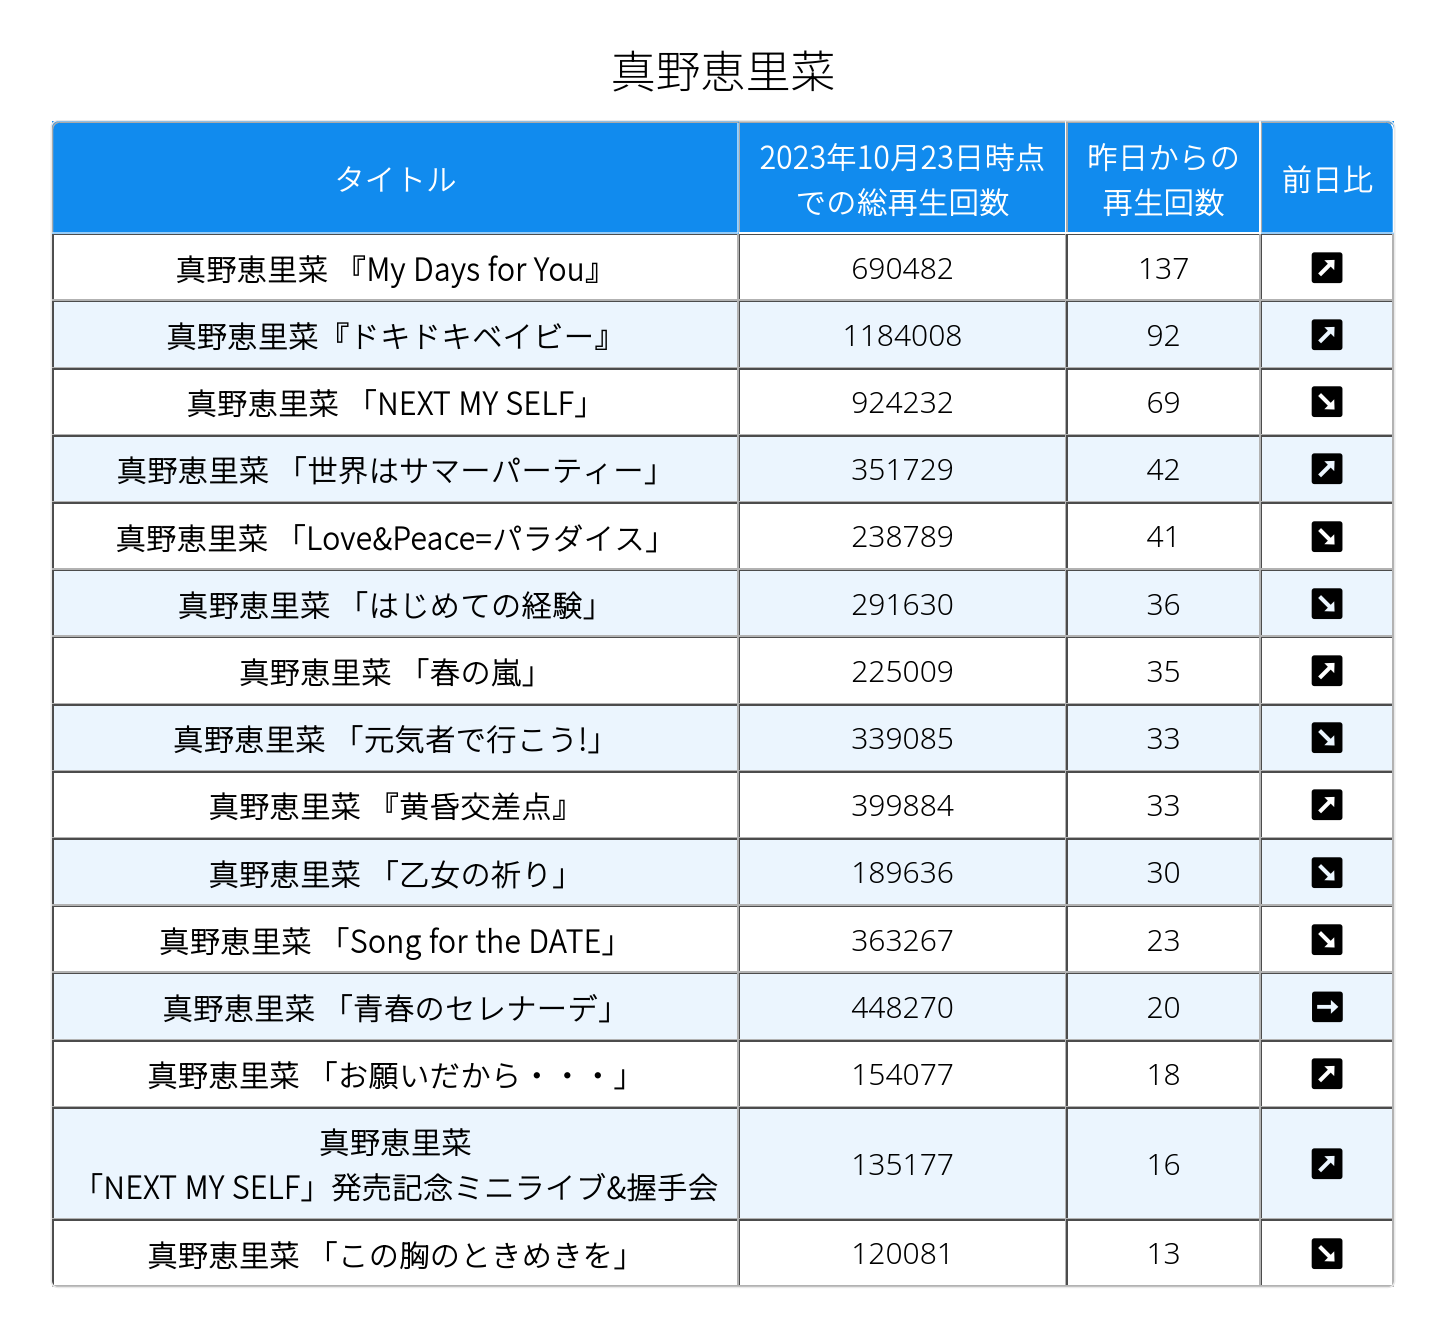 真野恵里菜
タイトル 2023年10月23日時点での総再生回数 昨日からの再生回数 前日比
真野恵里菜 『My Days for You』 690482 137 ↗
真野恵里菜『ドキドキベイビー』 1184008 92 ↗
真野恵里菜 「NEXT MY SELF」 924232 69 ↘
真野恵里菜 「世界はサマーパーティー」 351729 42 ↗
真野恵里菜 「Love&Peace=パラダイス」 238789 41 ↘
真野恵里菜 「はじめての経験」 291630 36 ↘
真野恵里菜 「春の嵐」 225009 35 ↗
真野恵里菜 「元気者で行こう!」 339085 33 ↘
真野恵里菜 『黄昏交差点』 399884 33 ↗
真野恵里菜 「乙女の祈り」 189636 30 ↘
真野恵里菜 「Song for the DATE」 363267 23 ↘
真野恵里菜 「青春のセレナーデ」 448270 20 →
真野恵里菜 「お願いだから・・・」 154077 18 ↗
真野恵里菜
「NEXT MY SELF」発売記念ミニライブ&握手会 135177 16 ↗
真野恵里菜 「この胸のときめきを」 120081 13 ↘